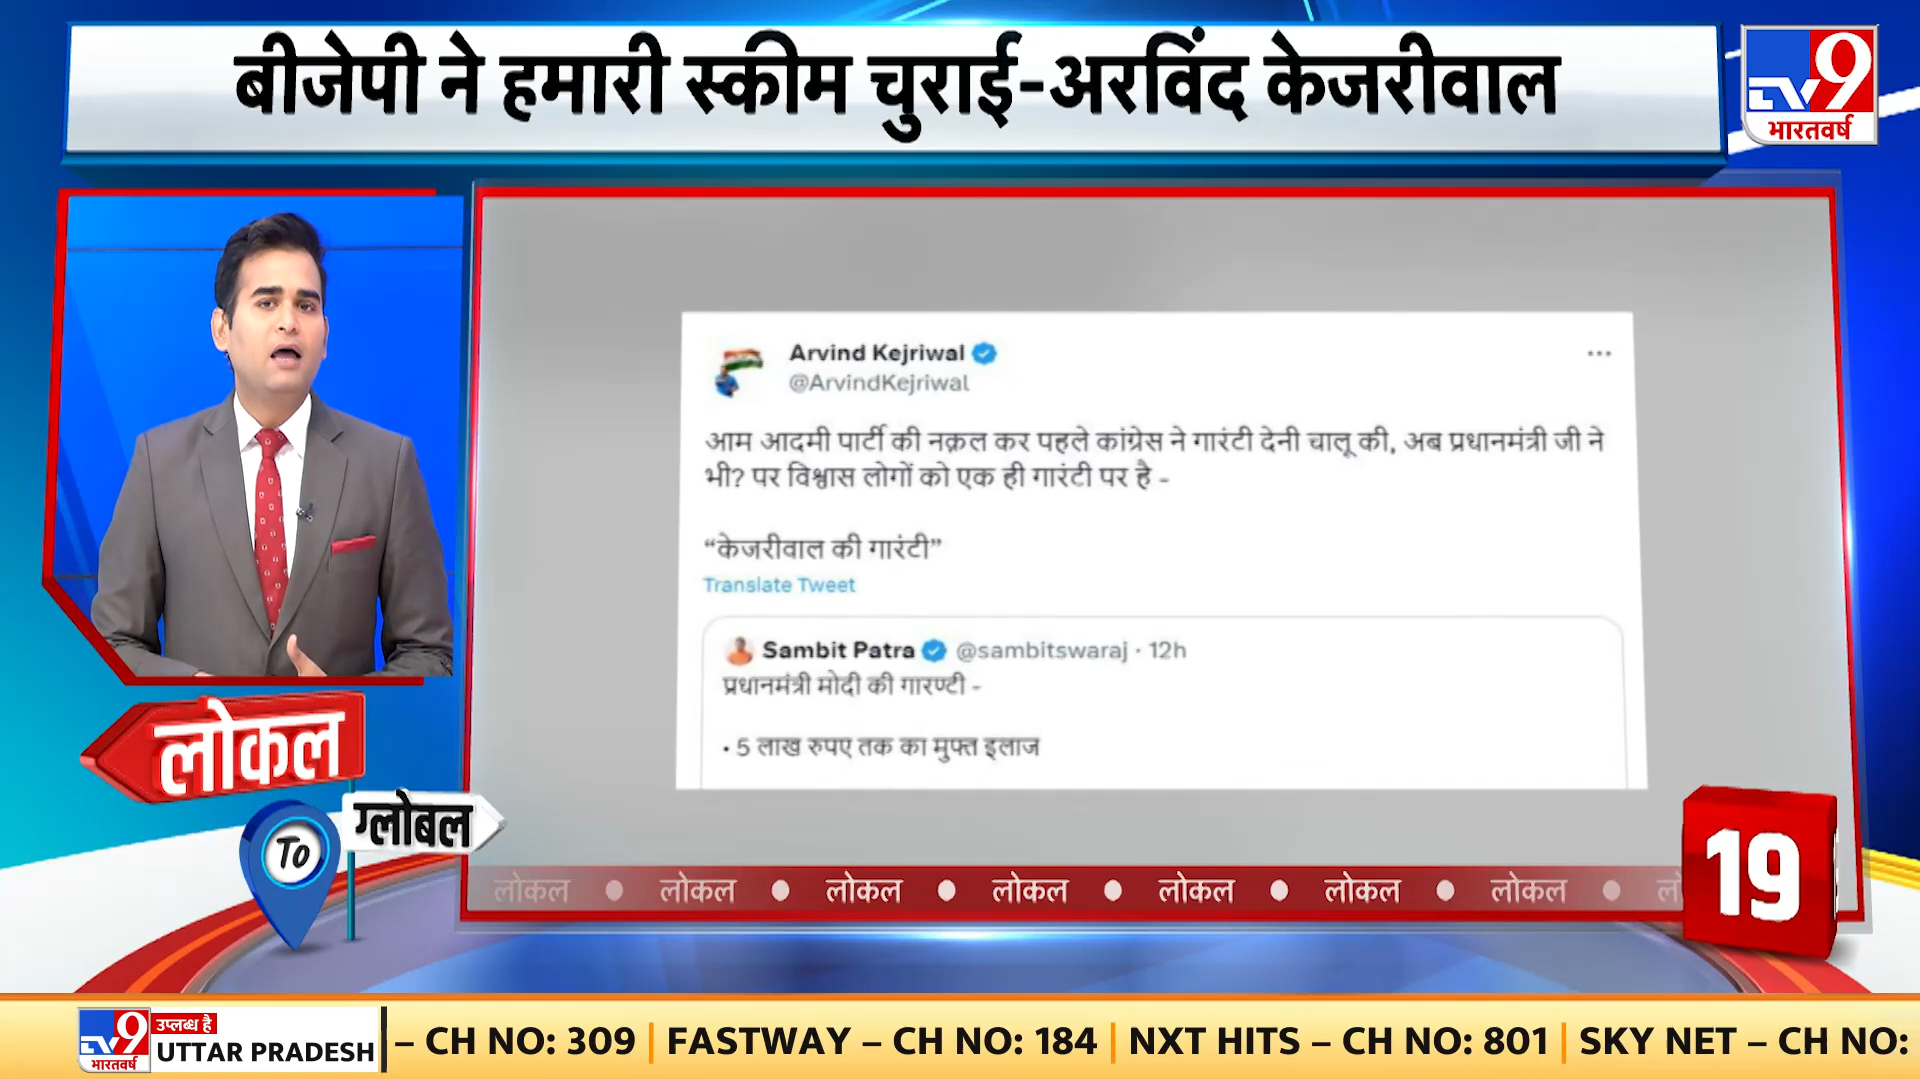 बीजेपी ने हमारी स्कीम चुराई-अरविंद केजरीवाल
TV9
भारतवर्ष
Arvind Kejriwal
@ArvindKejriwal
आम आदमी पार्टी की नक़ल कर पहले कांग्रेस ने गारंटी देनी चालू की, अब प्रधानमंत्री जी ने
भी? पर विश्वास लोगों को एक ही गारंटी पर है -
“केजरीवाल की गारंटी”
Translate Tweet
Sambit Patra @sambitswaraj · 12h
प्रधानमंत्री मोदी की गारण्टी -
• 5 लाख रुपए तक का मुफ्त इलाज
लोकल
To
ग्लोबल
लोकल ● लोकल ● लोकल ● लोकल ● लोकल ● लोकल ● लोकल ●
19
TV9
भारतवर्ष
उपलब्ध है
UTTAR PRADESH
– CH NO: 309 | FASTWAY – CH NO: 184 | NXT HITS – CH NO: 801 | SKY NET – CH NO: